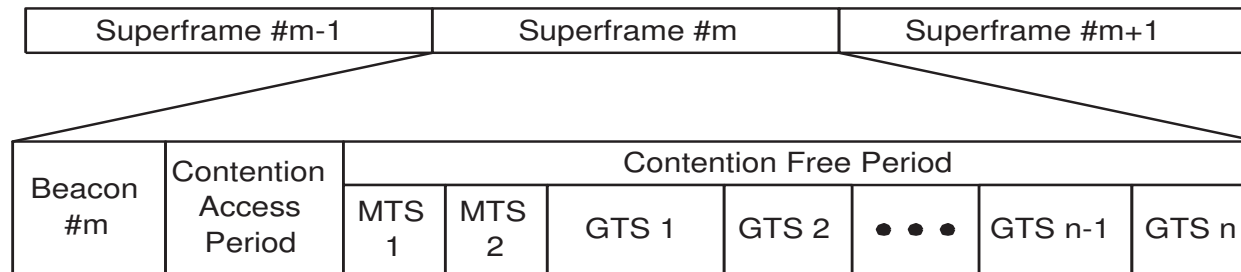 Superframe #m-1
Superframe #m
Superframe #m+1
Beacon
#m
Contention
Access
Period
Contention Free Period
MTS
1
MTS
2
GTS 1
GTS 2
● ● ●
GTS n-1
GTS n